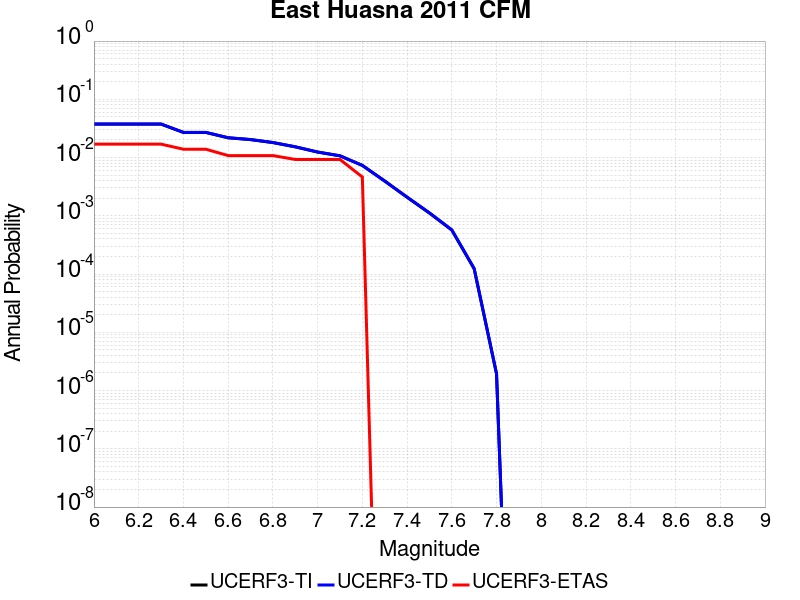 East Huasna 2011 CFM
10^0
10^-1
10^-2
10^-3
10^-4
10^-5
10^-6
10^-7
10^-8
Annual Probability
6 6.2 6.4 6.6 6.8 7 7.2 7.4 7.6 7.8 8 8.2 8.4 8.6 8.8 9
Magnitude
UCERF3-TI UCERF3-TD UCERF3-ETAS